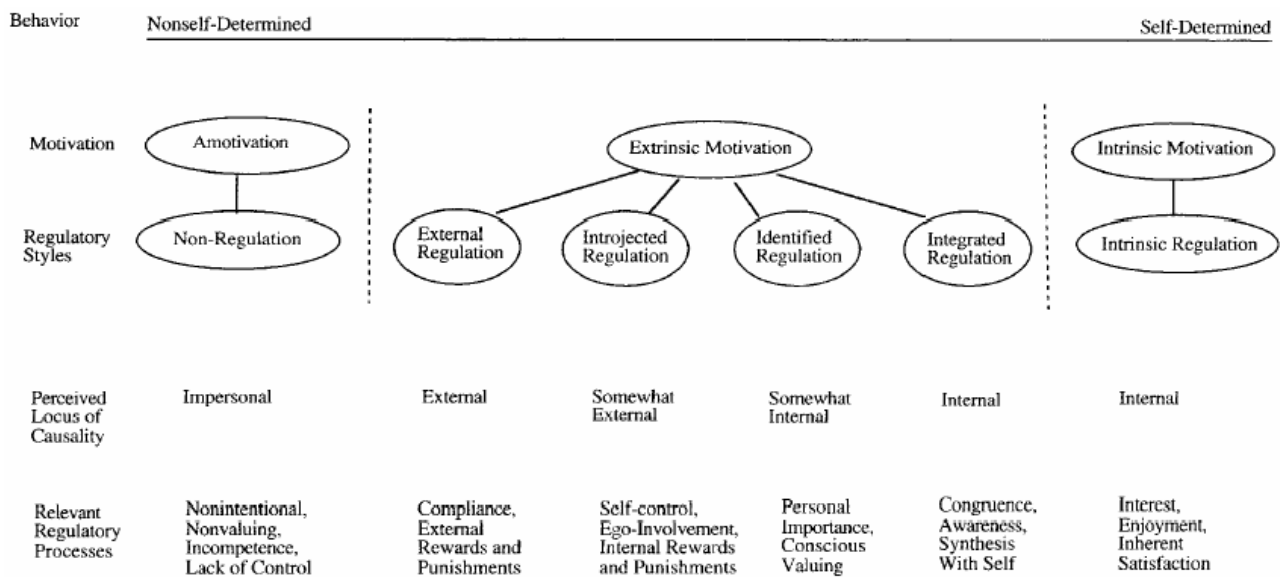 Behavior
Nonself-Determined
Self-Determined
Motivation
Amotivation
Extrinsic Motivation
Intrinsic Motivation
Regulatory
Styles
Non-Regulation
External
Regulation
Introjected
Regulation
Identified
Regulation
Integrated
Regulation
Intrinsic Regulation
Perceived
Locus of
Causality
Impersonal
External
Somewhat
External
Somewhat
Internal
Internal
Internal
Relevant
Regulatory
Processes
Nonintentional,
Nonvaluing,
Incompetence,
Lack of Control
Compliance,
External
Rewards and
Punishments
Self-control,
Ego-Involvement,
Internal Rewards
and Punishments
Personal
Importance,
Conscious
Valuing
Congruence,
Awareness,
Synthesis
With Self
Interest,
Enjoyment,
Inherent
Satisfaction